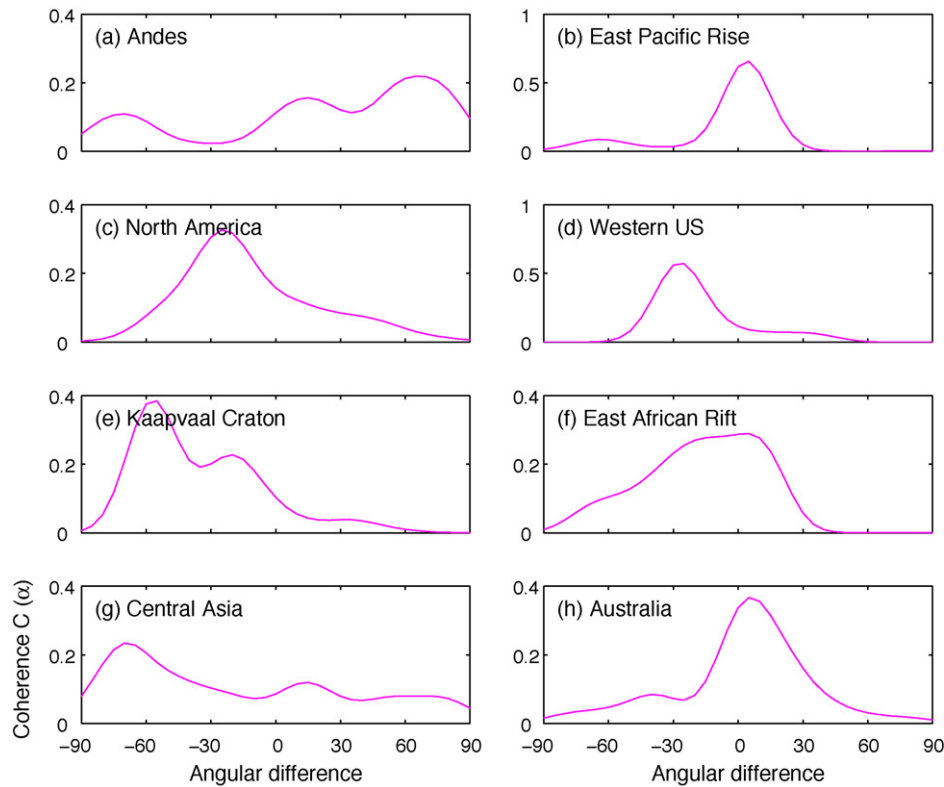 0.4
(a) Andes
0.2
0
1
(b) East Pacific Rise
0.5
0
0.4
(c) North America
0.2
0
1
(d) Western US
0.5
0
0.4
(e) Kaapvaal Craton
0.2
0
0.4
(f) East African Rift
0.2
0
Coherence C (α)
0.4
(g) Central Asia
0.2
0
−90 −60 −30 0 30 60 90
Angular difference
0.4
(h) Australia
0.2
0
−90 −60 −30 0 30 60 90
Angular difference